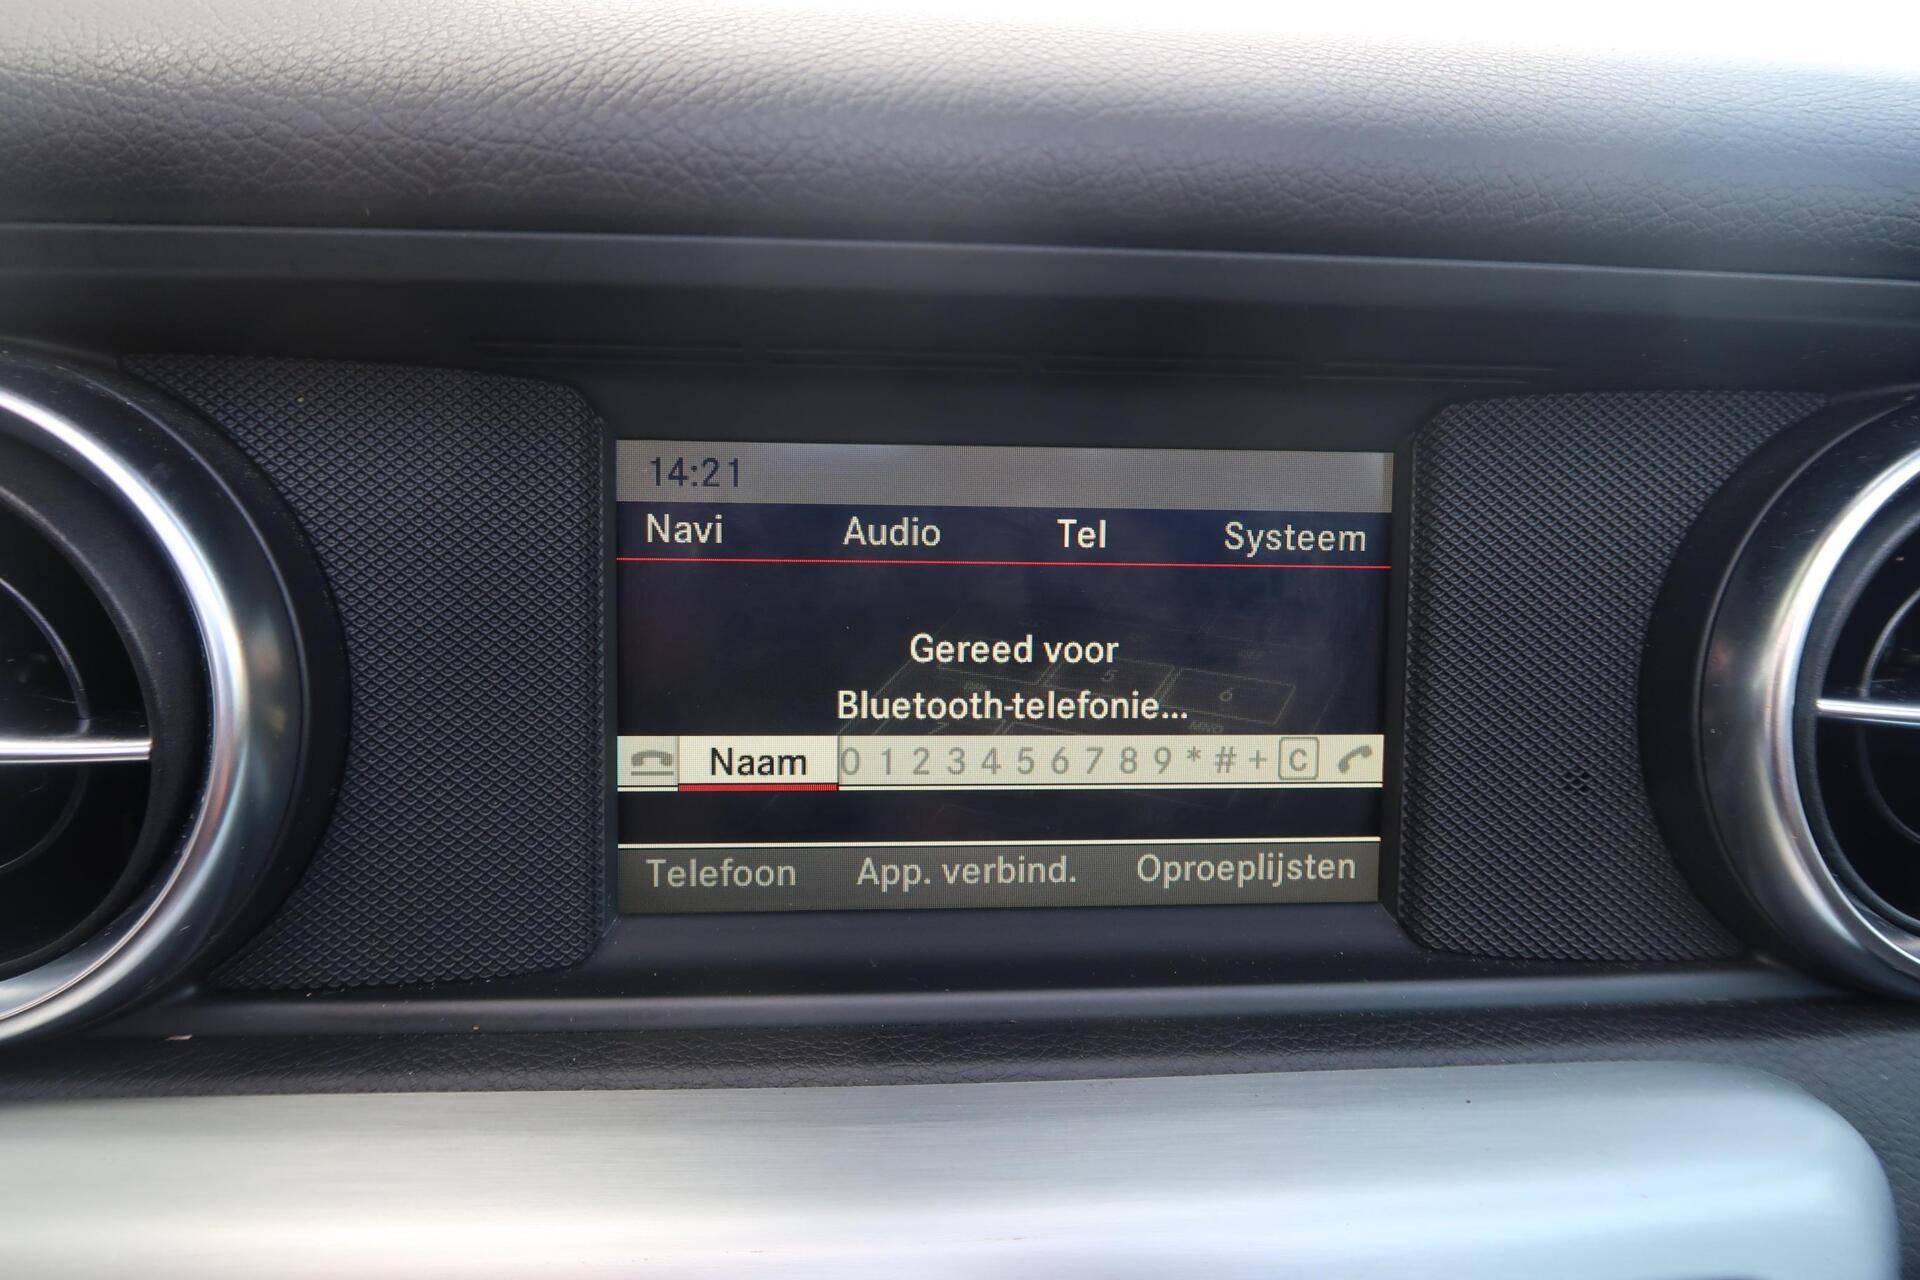 14:21
Navi Audio Tel Systeem
Gereed voor
Bluetooth-telefonie...
Naam 0 1 2 3 4 5 6 7 8 9 * # + C
Telefoon App. verbind. Oproeplijsten